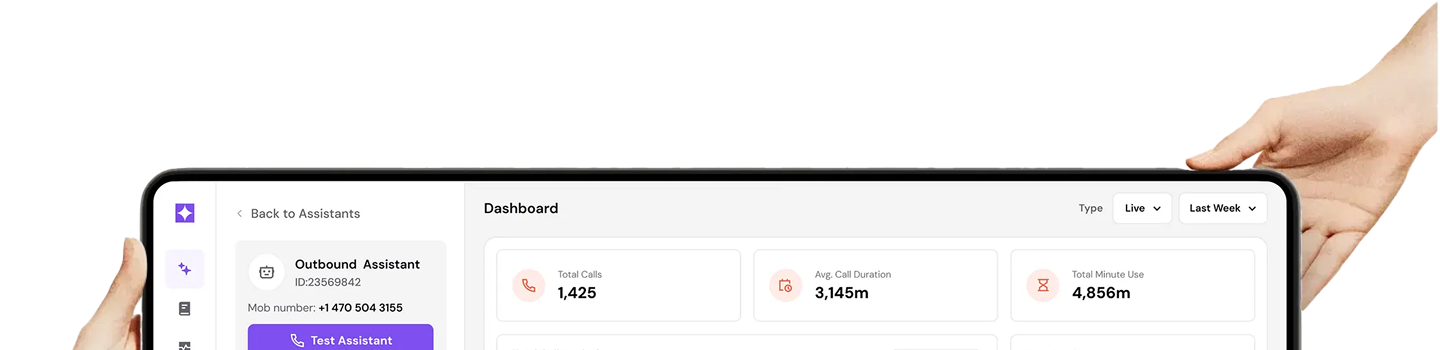 Back to Assistants
Outbound Assistant
ID:23569842
Mob number: +1 470 504 3155
Test Assistant
Dashboard
Type
Live
Last Week
Total Calls
1,425
Avg. Call Duration
3,145m
Total Minute Use
4,856m